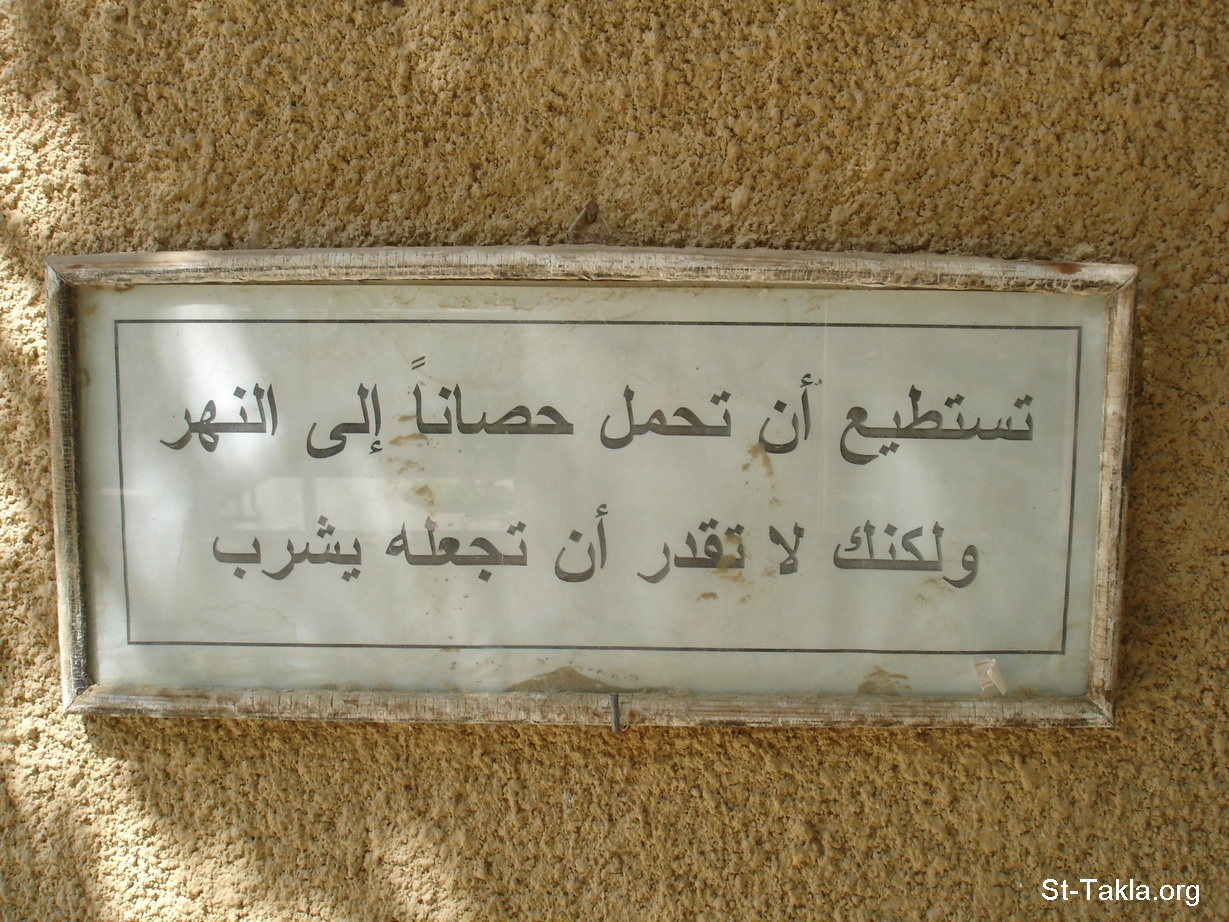 تستطيع أن تحمل حصاناً إلى النهر
ولكنك لا تقدر أن تجعله يشرب
St-Takla.org